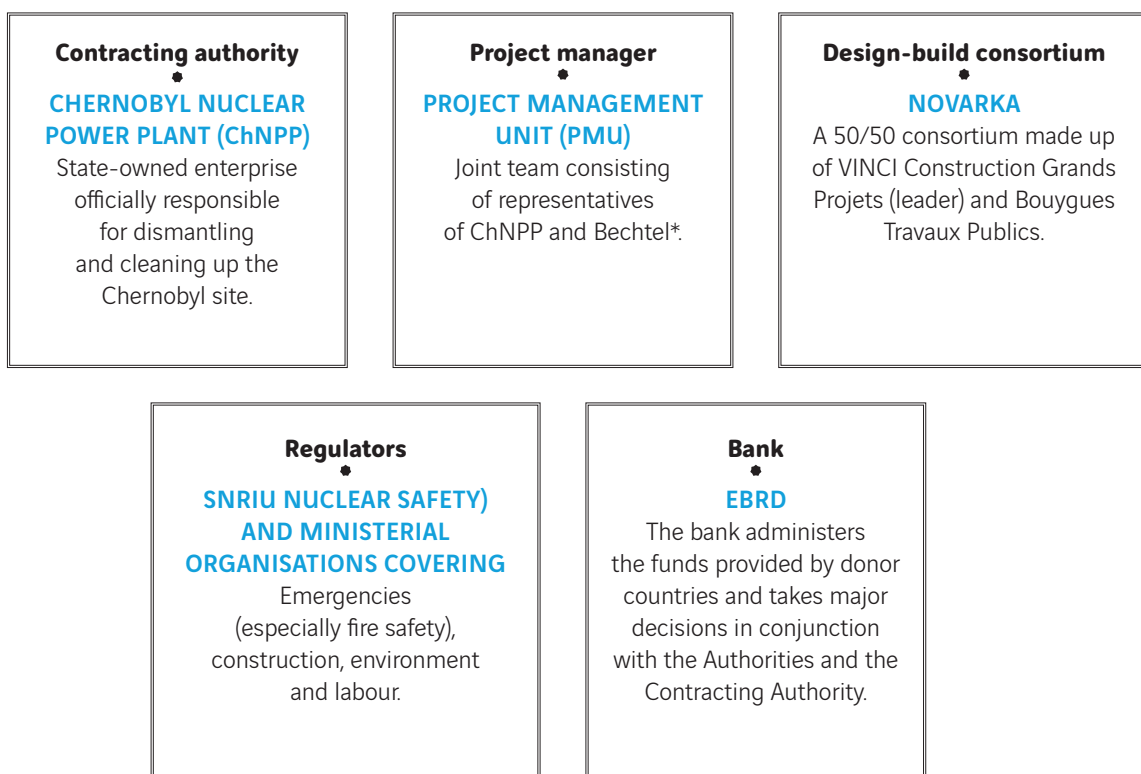 Contracting authority
CHERNOBYL NUCLEAR
POWER PLANT (ChNPP)
State-owned enterprise
officially responsible
for dismantling
and cleaning up the
Chernobyl site.
Project manager
PROJECT MANAGEMENT
UNIT (PMU)
Joint team consisting
of representatives
of ChNPP and Bechtel*.
Design-build consortium
NOVARKA
A 50/50 consortium made up
of VINCI Construction Grands
Projets (leader) and Bouygues
Travaux Publics.
Regulators
SNRIU NUCLEAR SAFETY)
AND MINISTERIAL
ORGANISATIONS COVERING
Emergencies
(especially fire safety),
construction, environment
and labour.
Bank
EBRD
The bank administers
the funds provided by donor
countries and takes major
decisions in conjunction
with the Authorities and the
Contracting Authority.